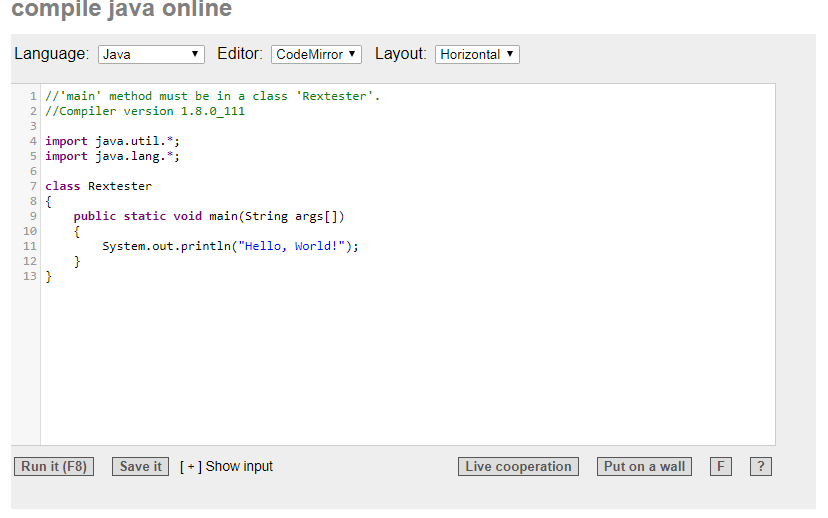 compile java online
Language: Java Editor: CodeMirror Layout: Horizontal
1 //'main' method must be in a class 'Rextester'.
2 //Compiler version 1.8.0_111
3
4 import java.util.*;
5 import java.lang.*;
6
7 class Rextester
8 {
9     public static void main(String args[])
10     {
11         System.out.println("Hello, World!");
12     }
13 }
Run it (F8) Save it [ + ] Show input Live cooperation Put on a wall F ?